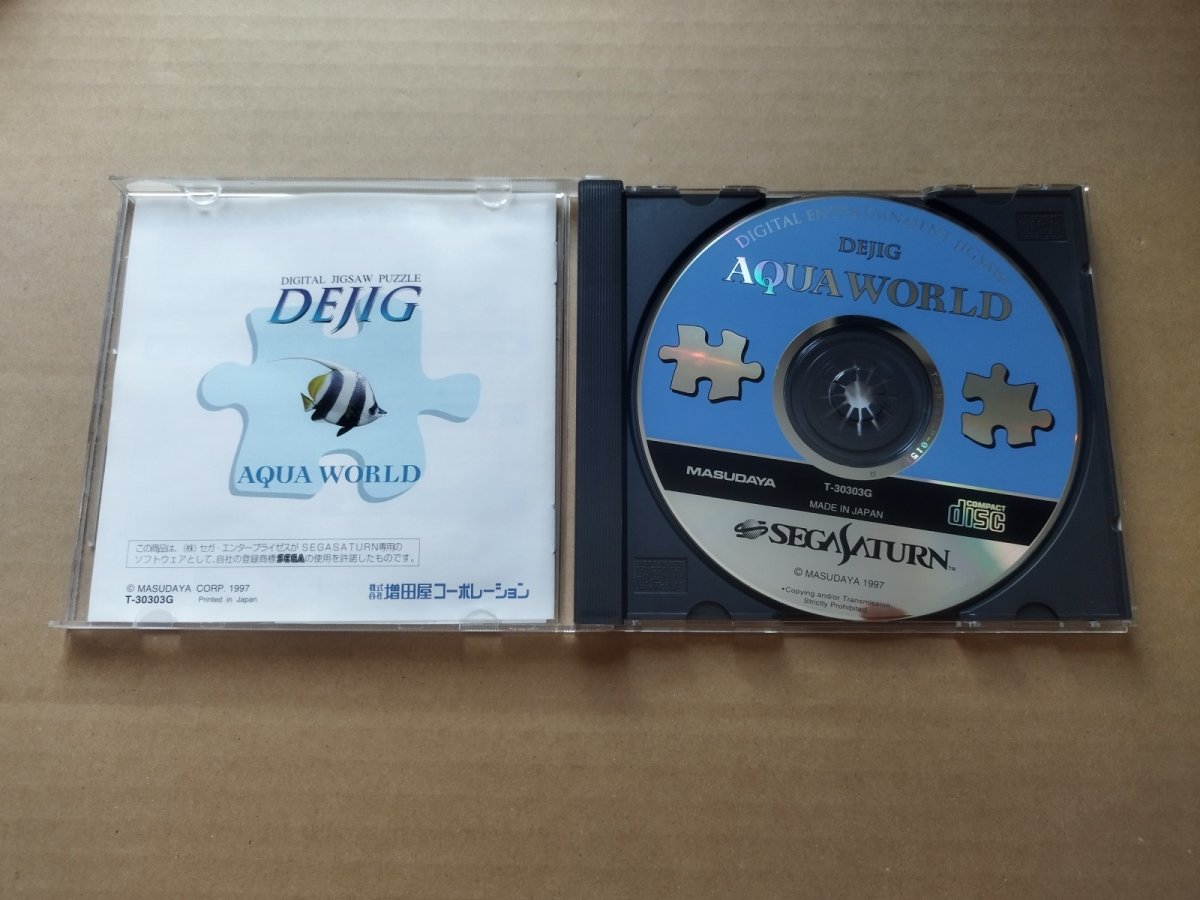 DIGITAL JIGSAW PUZZLE
DEJIG
AQUA WORLD
この商品は、(株)セガ・エンタープライゼスがSEGASATURN専用の
ソフトウェアとして、自社の登録商標SEGAの使用を許諾したものです。
© MASUDAYA CORP. 1997
T-30303G Printed in Japan
株式会社 増田屋コーポレーション
DIGITAL ENTERTAINMENT JIGSAW
DEJIG
AQUA WORLD
MASUDAYA
T-30303G
MADE IN JAPAN
COMPACT
disc
SEGASATURN™
© MASUDAYA 1997
•Copying and/or Transmission
Strictly Prohibited.